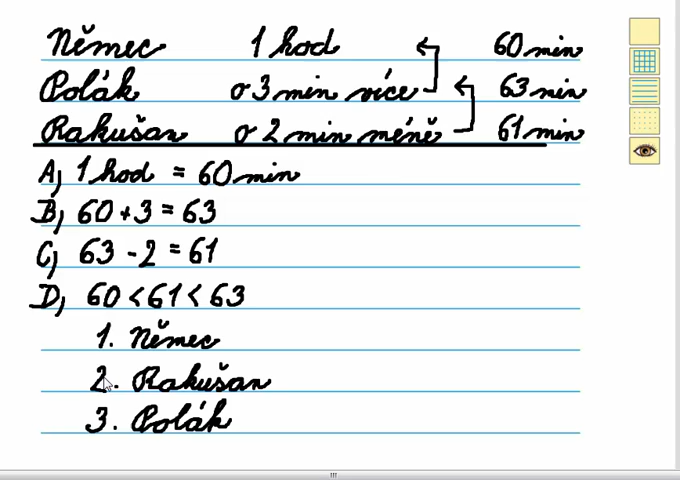 Němec 1 hod 60 min
Polák o 3 min více 63 min
Rakušan o 2 min méně 61 min
A) 1 hod = 60 min
B) 60 + 3 = 63
C) 63 - 2 = 61
D) 60 < 61 < 63
1. Němec
2. Rakušan
3. Polák